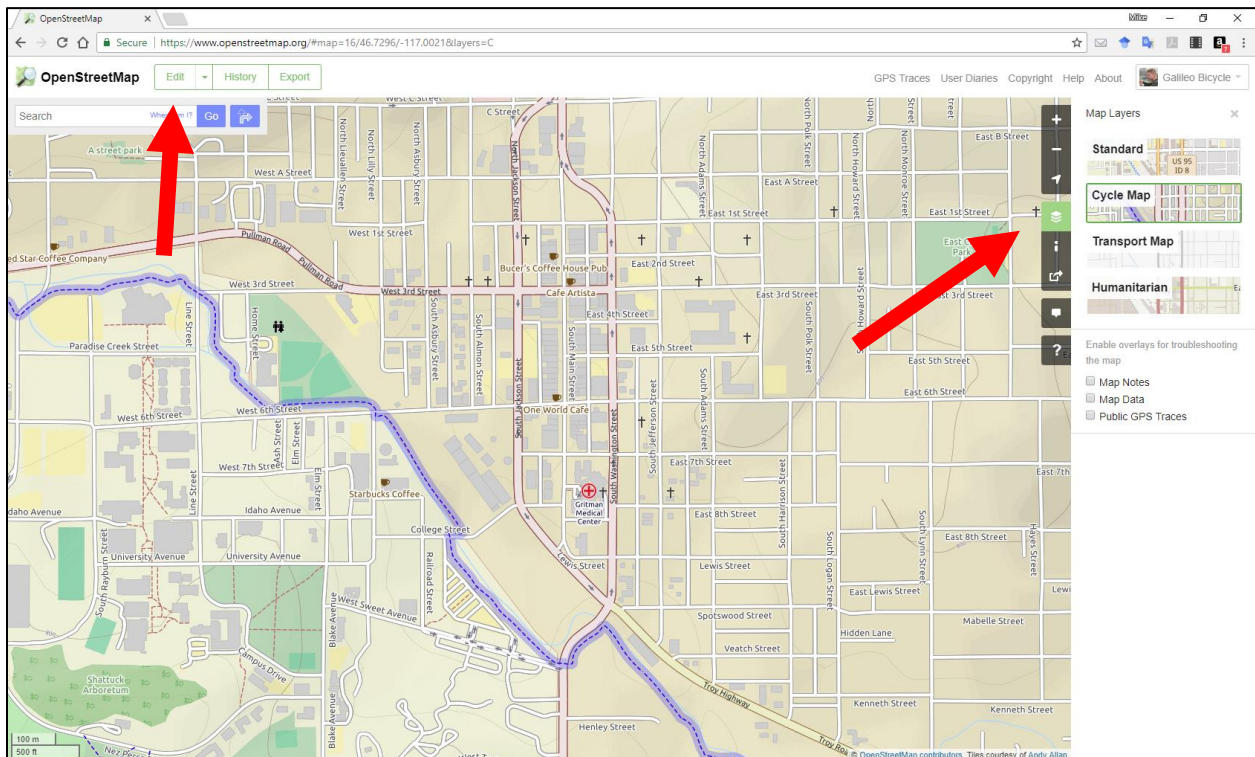 OpenStreetMap
Mike
Secure | https://www.openstreetmap.org/#map=16/46.7296/-117.0021&layers=C
OpenStreetMap
Edit
History
Export
GPS Traces User Diaries Copyright Help About
Galileo Bicycle
Search
Go
Map Layers
Standard
US 95
ID 8
Cycle Map
Transport Map
Humanitarian
Enable overlays for troubleshooting
the map
Map Notes
Map Data
Public GPS Traces
West C Street
C Street
A street park
West A Street
North Lieuallen Street
North Lilly Street
North Asbury Street
North Jackson Street
North Adams Street
North Polk Street
North Howard Street
North Monroe Street
East B Street
East A Street
East 1st Street
East 1st Street
West 1st Street
Pullman Road
Pullman Road
Star Coffee Company
Bucer's Coffee House Pub
East 2nd Street
West 3rd Street
West 3rd Street
Cafe Artista
East 3rd Street
East 3rd Street
East 4th Street
Line Street
Home Street
South Asbury Street
South Almon Street
South Jackson Street
South Main Street
South Polk Street
Howard Street
Paradise Creek Street
East 5th Street
East 5th Street
South Adams Street
East 6th Street
West 6th Street
West 6th Street
One World Cafe
South Washington Street
South Jefferson Street
Ash Street
Elm Street
Elm Street
West 7th Street
East 7th Street
East 7th
Line Street
Starbucks Coffee
Gritman
Medical
Center
South Harrison Street
Idaho Avenue
Idaho Avenue
East 8th Street
East 8th Street
College Street
South Logan Street
South Lynn Street
Hayes Street
University Avenue
University Avenue
Railroad Street
Lewis Street
Lewis Street
East Lewis Street
South Rayburn Street
West Sweet Avenue
Blake Avenue
Blake Avenue
Spotswood Street
Mabelle Street
Hidden Lane
Veatch Street
Campus Drive
Shattuck
Arboretum
Troy Highway
Kenneth Street
Kenneth Street
Henley Street
100 m
500 ft
© OpenStreetMap contributors. Tiles courtesy of Andy Allan